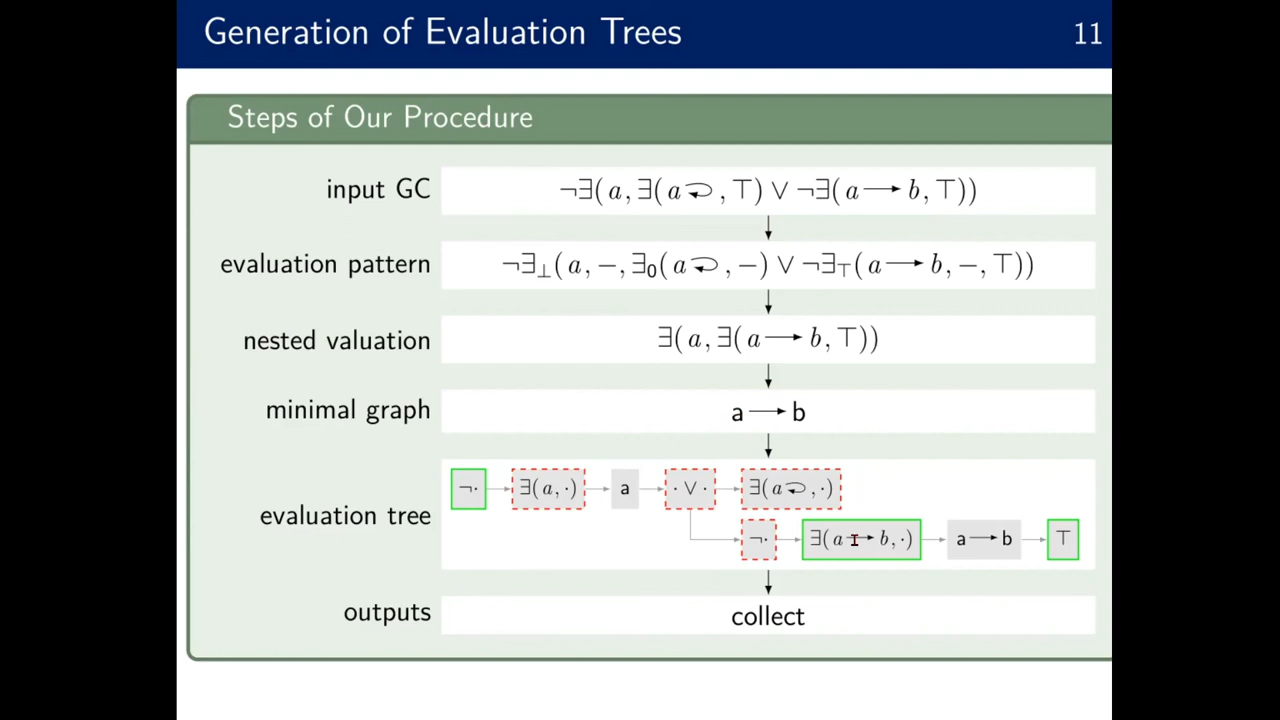 Generation of Evaluation Trees 11
Steps of Our Procedure
input GC ¬∃(a, ∃(a⮌, ⊤) ∨ ¬∃(a ⟶ b, ⊤))
evaluation pattern ¬∃⊥(a, −, ∃₀(a⮌, −) ∨ ¬∃⊤(a ⟶ b, −, ⊤))
nested valuation ∃(a, ∃(a ⟶ b, ⊤))
minimal graph a ⟶ b
evaluation tree ¬· ∃(a, ·) a · ∨ · ∃(a⮌, ·)
¬· ∃(a ⟶ b, ·) a ⟶ b ⊤
outputs collect